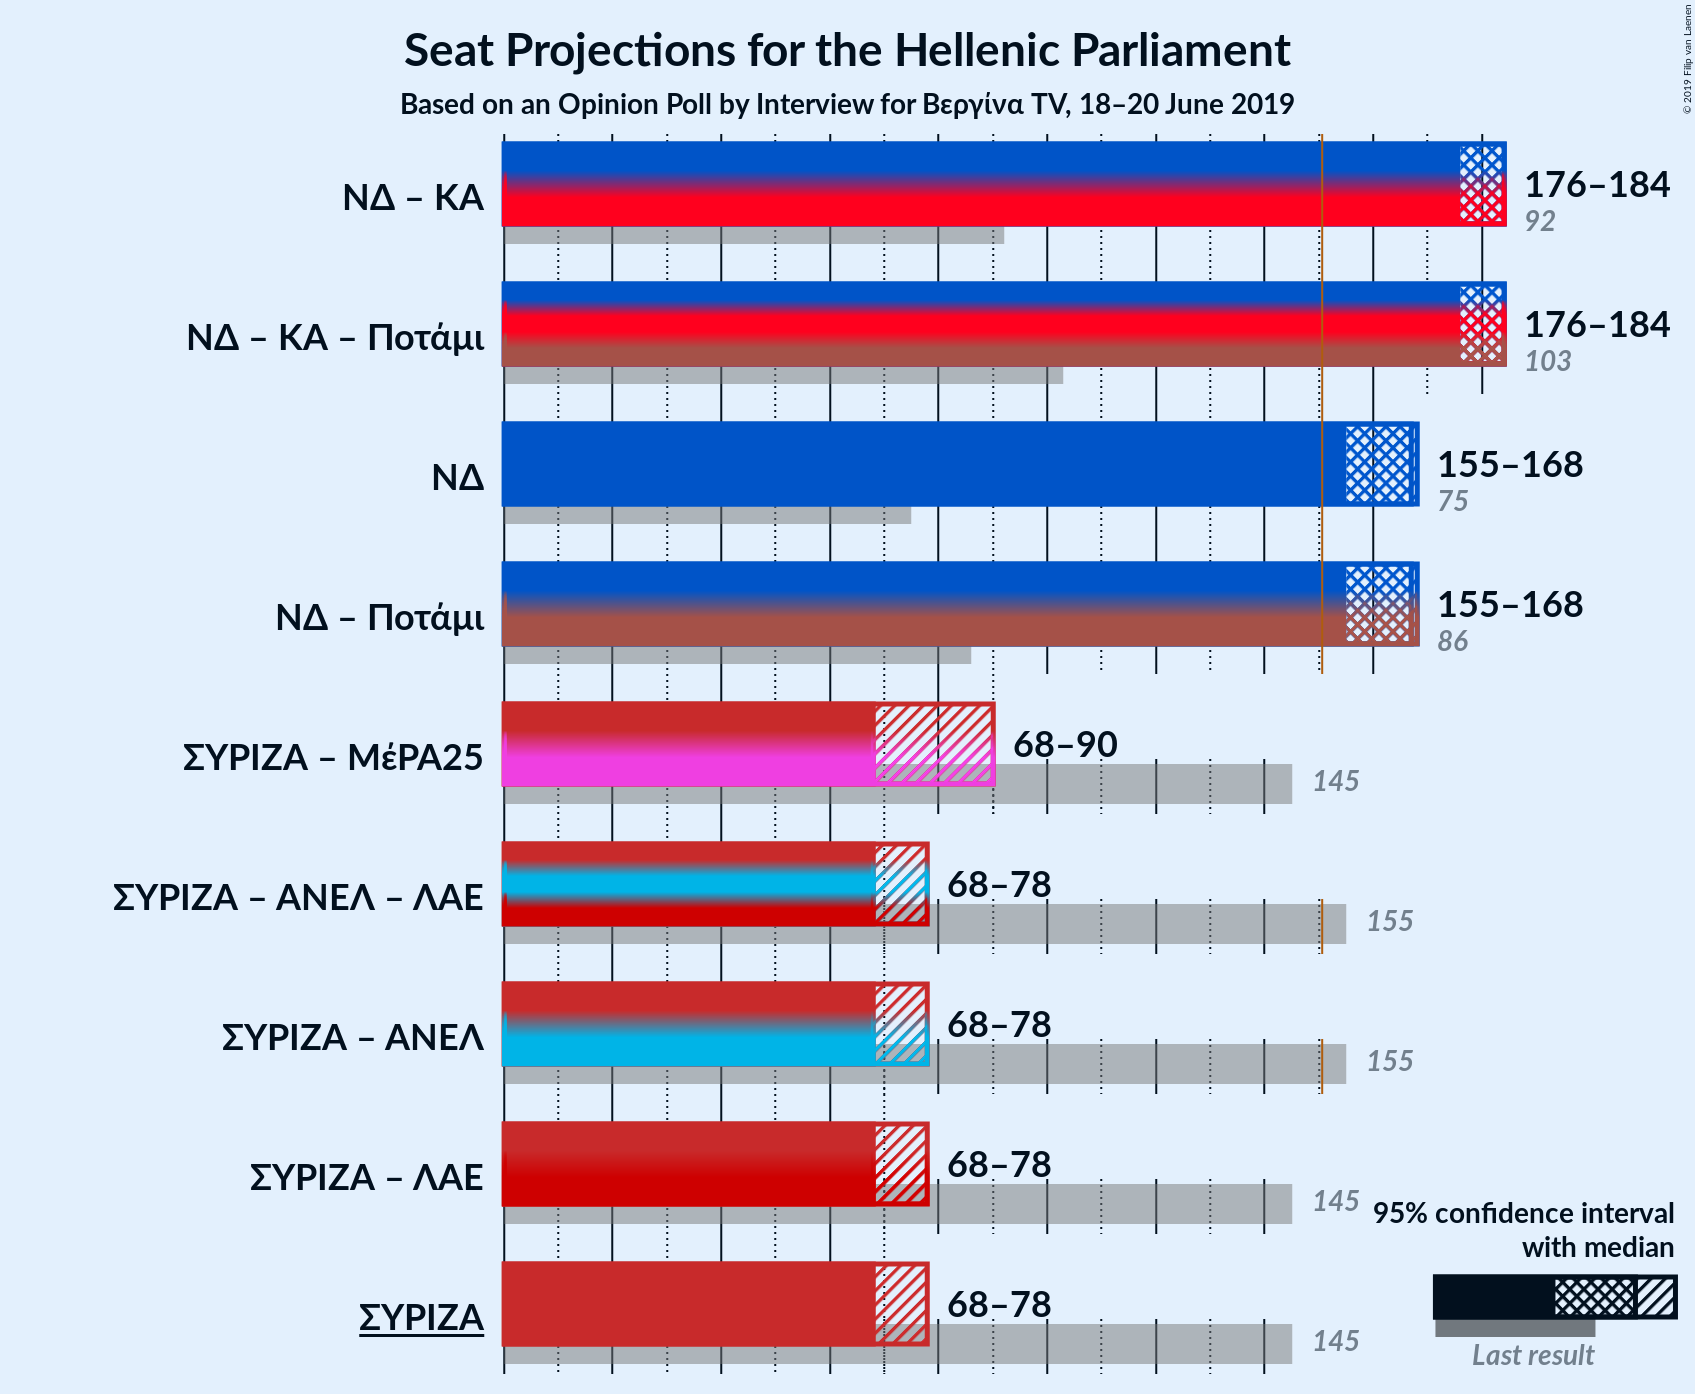 Seat Projections for the Hellenic Parliament
Based on an Opinion Poll by Interview for Βεργίνα TV, 18–20 June 2019
© 2019 Filip van Laenen
ΝΔ – ΚΑ
176–184
92
ΝΔ – ΚΑ – Ποτάμι
176–184
103
ΝΔ
155–168
75
ΝΔ – Ποτάμι
155–168
86
ΣΥΡΙΖΑ – ΜέΡΑ25
68–90
145
ΣΥΡΙΖΑ – ΑΝΕΛ – ΛΑΕ
68–78
155
ΣΥΡΙΖΑ – ΑΝΕΛ
68–78
155
ΣΥΡΙΖΑ – ΛΑΕ
68–78
145
ΣΥΡΙΖΑ
68–78
145
95% confidence interval
with median
Last result